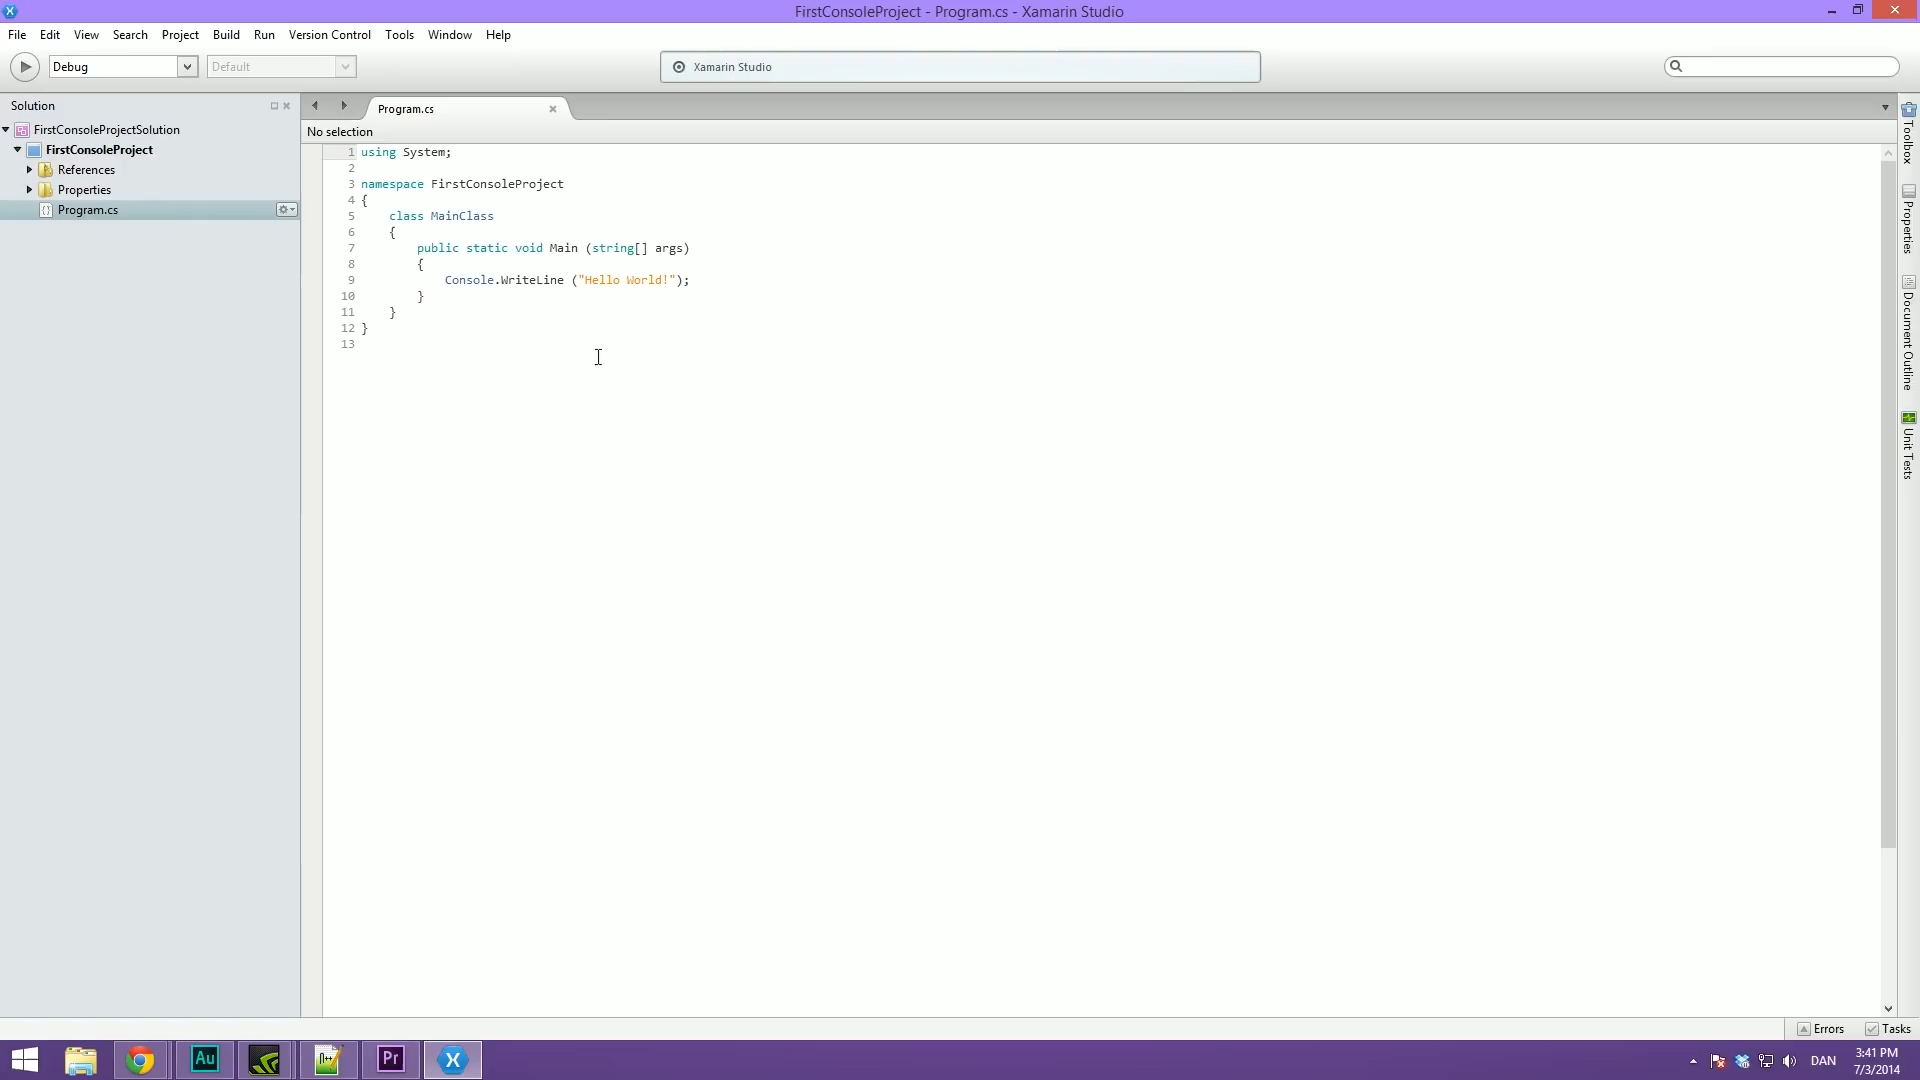 FirstConsoleProject - Program.cs - Xamarin Studio
File Edit View Search Project Build Run Version Control Tools Window Help
Debug Default Xamarin Studio
Solution
FirstConsoleProjectSolution
FirstConsoleProject
References
Properties
Program.cs
Program.cs
No selection
1 using System;
2
3 namespace FirstConsoleProject
4 {
5     class MainClass
6     {
7         public static void Main (string[] args)
8         {
9             Console.WriteLine ("Hello World!");
10         }
11     }
12 }
13
Toolbox
Properties
Document Outline
Unit Tests
Errors Tasks
Au Pr X DAN 3:41 PM
7/3/2014